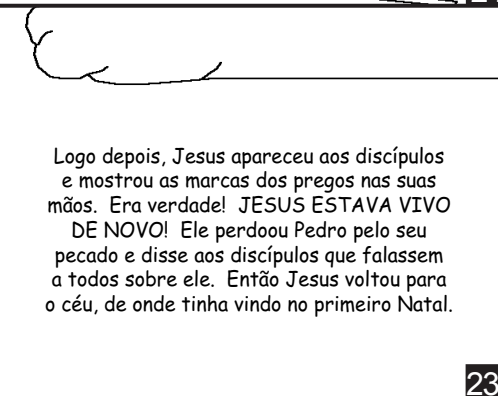 Logo depois, Jesus apareceu aos discípulos
e mostrou as marcas dos pregos nas suas
mãos.  Era verdade!  JESUS ESTAVA VIVO
DE NOVO!  Ele perdoou Pedro pelo seu
pecado e disse aos discípulos que falassem
a todos sobre ele.  Então Jesus voltou para
o céu, de onde tinha vindo no primeiro Natal.
23